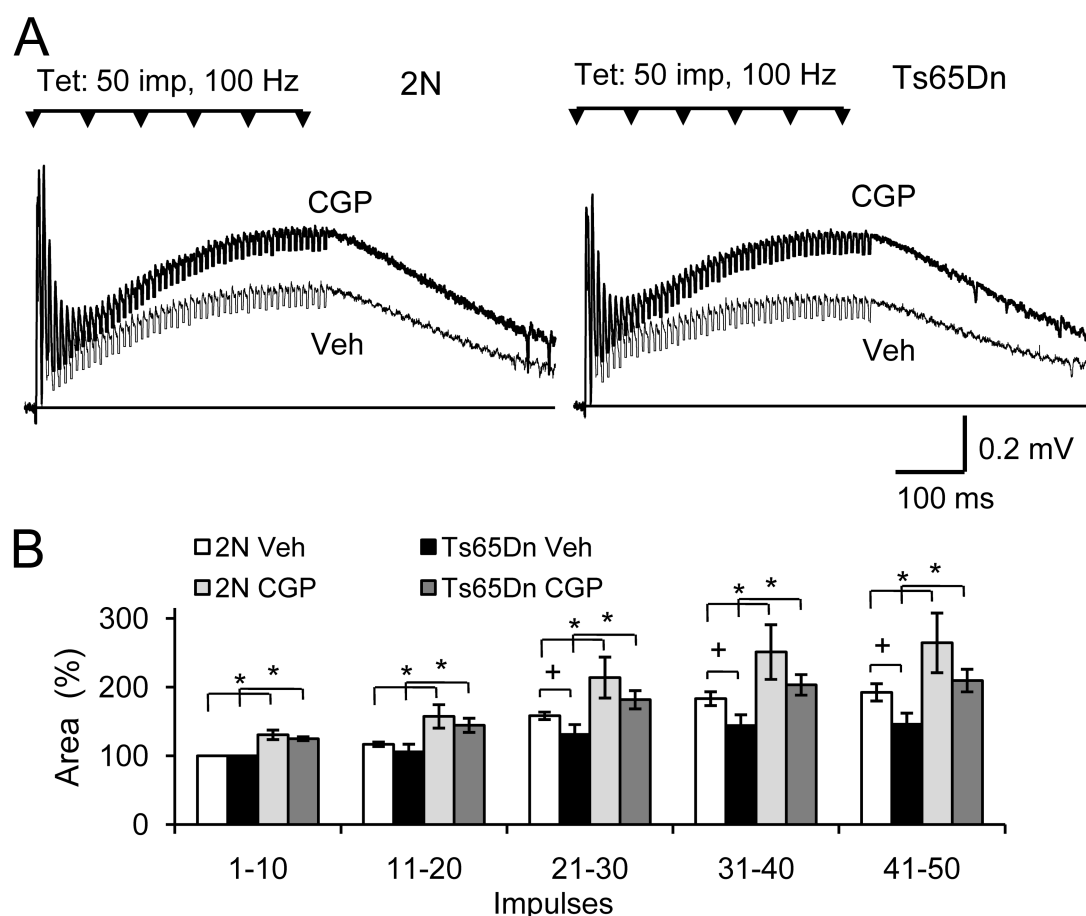 A
Tet: 50 imp, 100 Hz
2N
Tet: 50 imp, 100 Hz
Ts65Dn
CGP
Veh
CGP
Veh
0.2 mV
100 ms
B
2N Veh
Ts65Dn Veh
2N CGP
Ts65Dn CGP
Area (%)
300
200
100
0
* *
* *
* *
+
* *
+
* *
+
1-10
11-20
21-30
31-40
41-50
Impulses